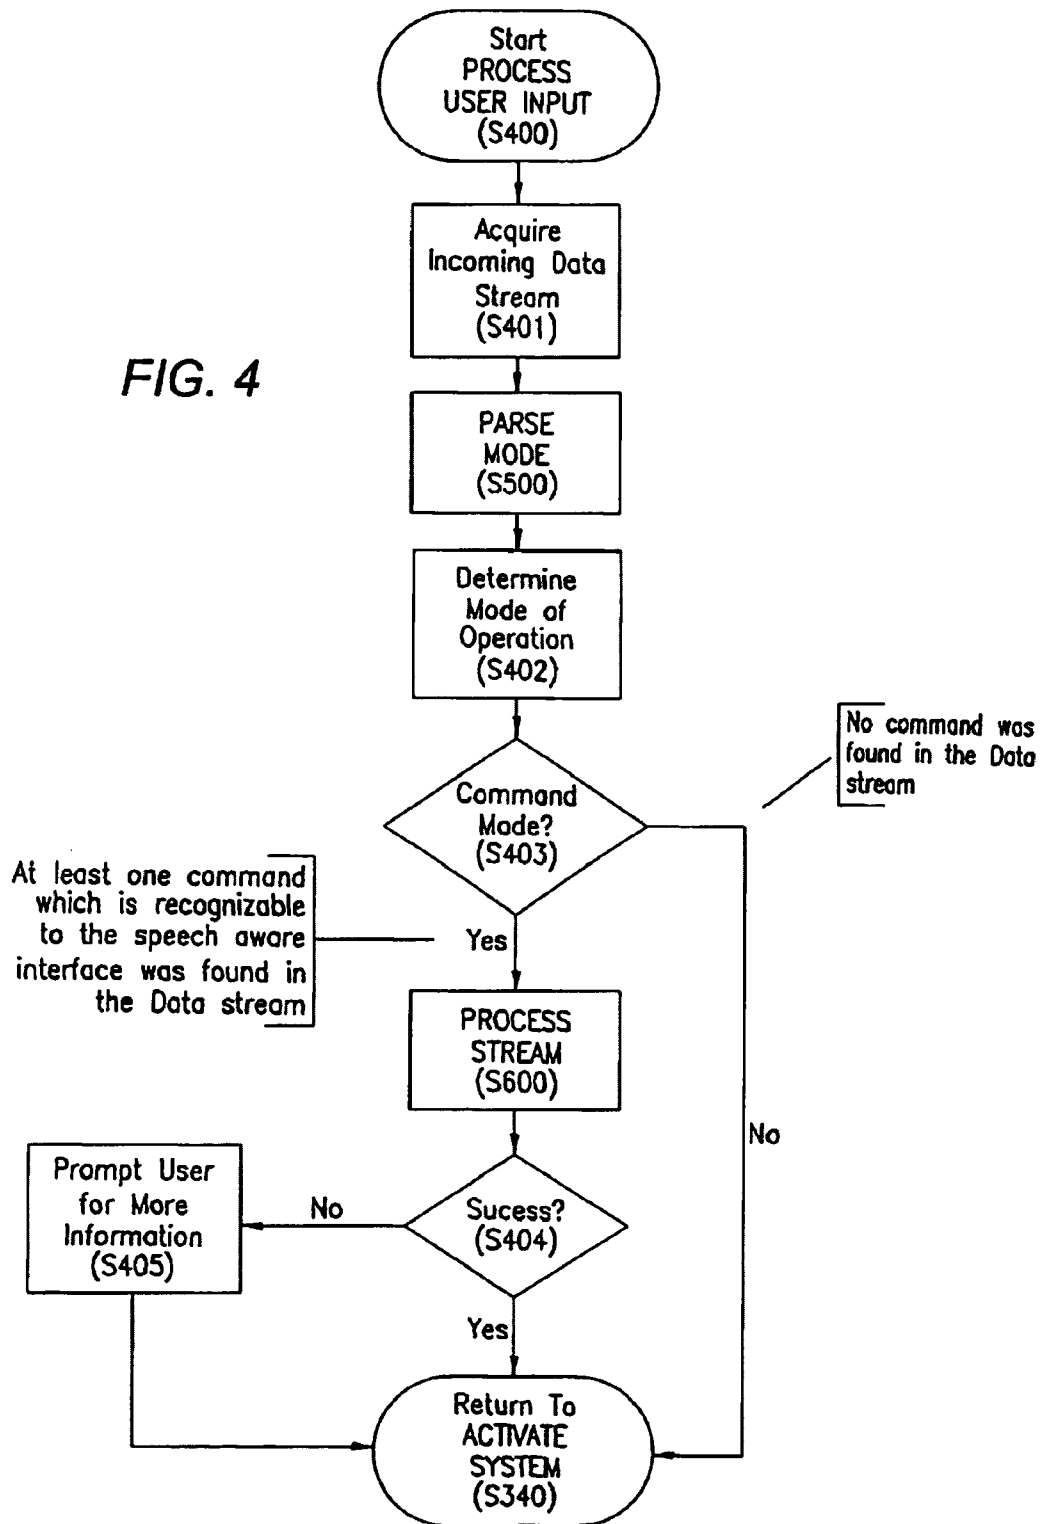 Start
PROCESS
USER INPUT
(S400)
Acquire
Incoming Data
Stream
(S401)
FIG. 4
PARSE
MODE
(S500)
Determine
Mode of
Operation
(S402)
No command was
found in the Data
stream
Command
Mode?
(S403)
At least one command
which is recognizable
to the speech aware
interface was found in
the Data stream
Yes
PROCESS
STREAM
(S600)
No
Prompt User
for More
Information
(S405)
No
Sucess?
(S404)
Yes
Return To
ACTIVATE
SYSTEM
(S340)